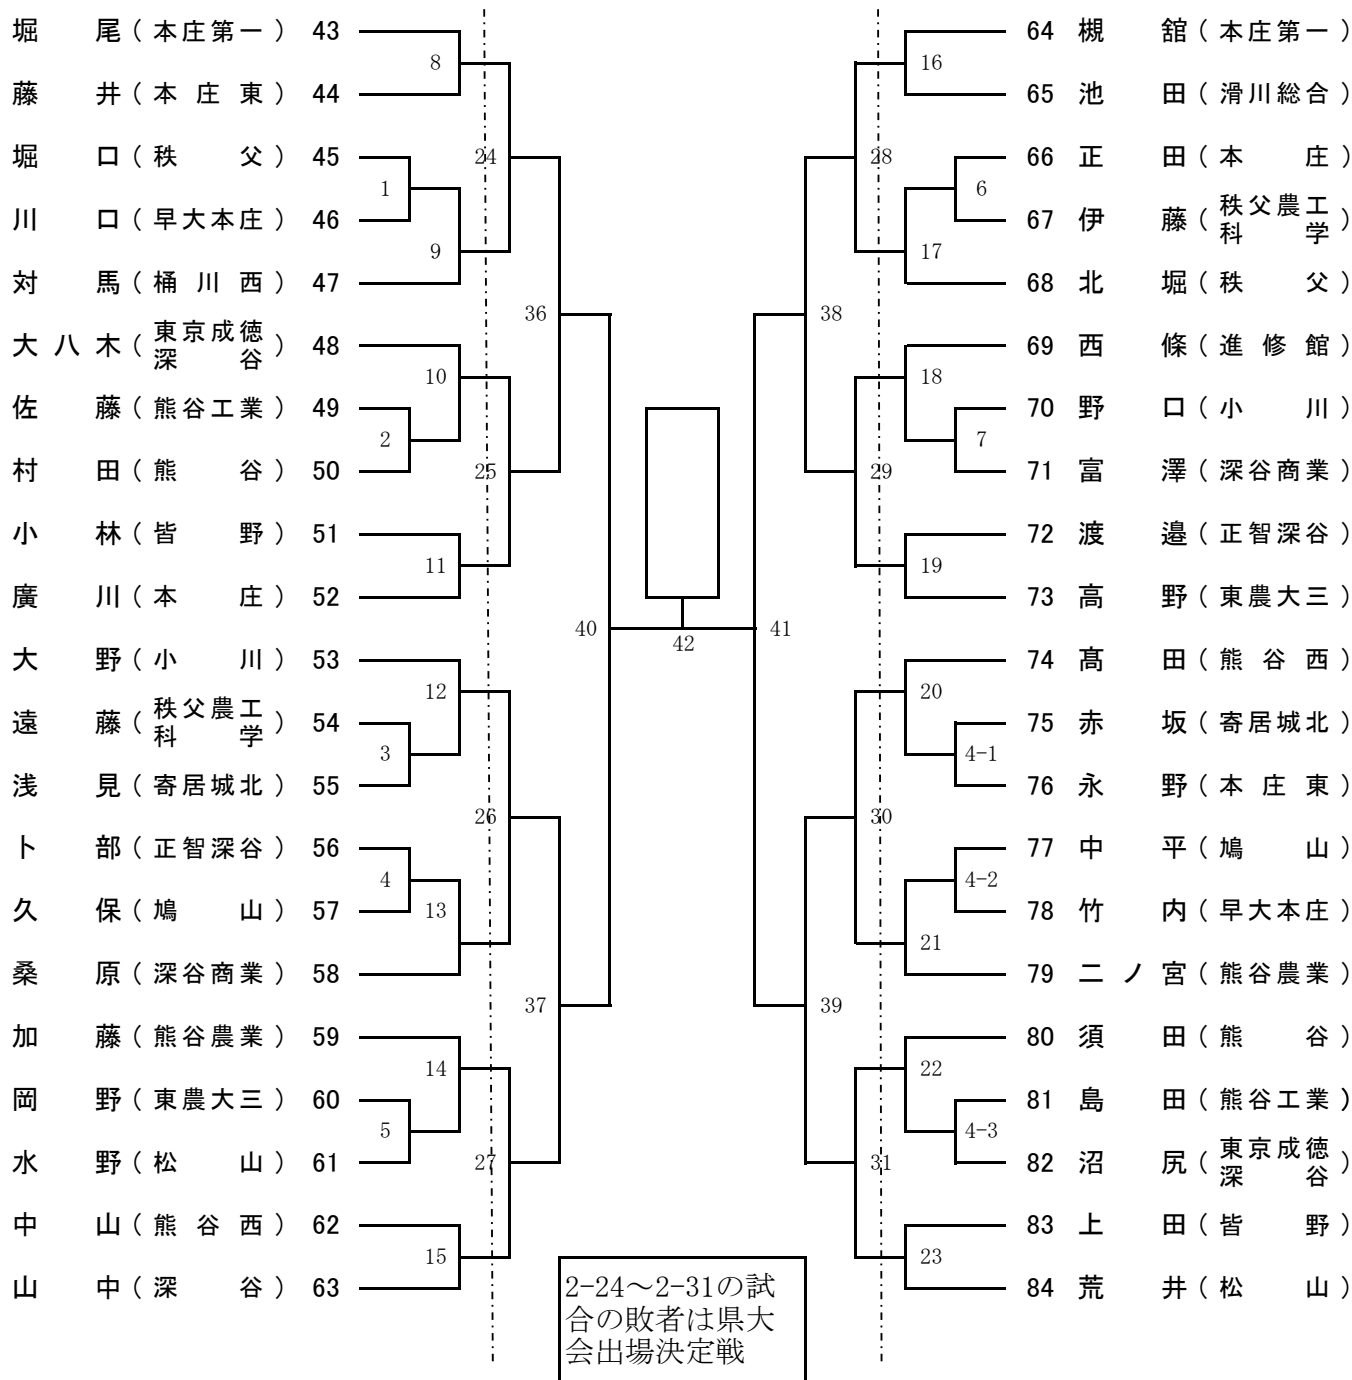 堀尾（本庄第一）43
8
藤井（本庄東）44
24
堀口（秩父）45
1
川口（早大本庄）46
9
対馬（桶川西）47
36
大八木（東京成徳深谷）48
10
佐藤（熊谷工業）49
2
村田（熊谷）50
25
小林（皆野）51
11
廣川（本庄）52
40
大野（小川）53
12
遠藤（秩父農工科学）54
3
浅見（寄居城北）55
26
卜部（正智深谷）56
4
久保（鳩山）57
13
桑原（深谷商業）58
37
加藤（熊谷農業）59
14
岡野（東農大三）60
5
水野（松山）61
27
中山（熊谷西）62
15
山中（深谷）63
42
2-24～2-31の試
合の敗者は県大
会出場決定戦
64 槻舘（本庄第一）
16
65 池田（滑川総合）
28
66 正田（本庄）
6
67 伊藤（秩父農工科学）
17
68 北堀（秩父）
38
69 西條（進修館）
18
70 野口（小川）
7
71 富澤（深谷商業）
29
72 渡邉（正智深谷）
19
73 高野（東農大三）
41
74 髙田（熊谷西）
20
75 赤坂（寄居城北）
4-1
76 永野（本庄東）
30
77 中平（鳩山）
4-2
78 竹内（早大本庄）
21
79 二ノ宮（熊谷農業）
39
80 須田（熊谷）
22
81 島田（熊谷工業）
4-3
82 沼尻（東京成徳深谷）
31
83 上田（皆野）
23
84 荒井（松山）